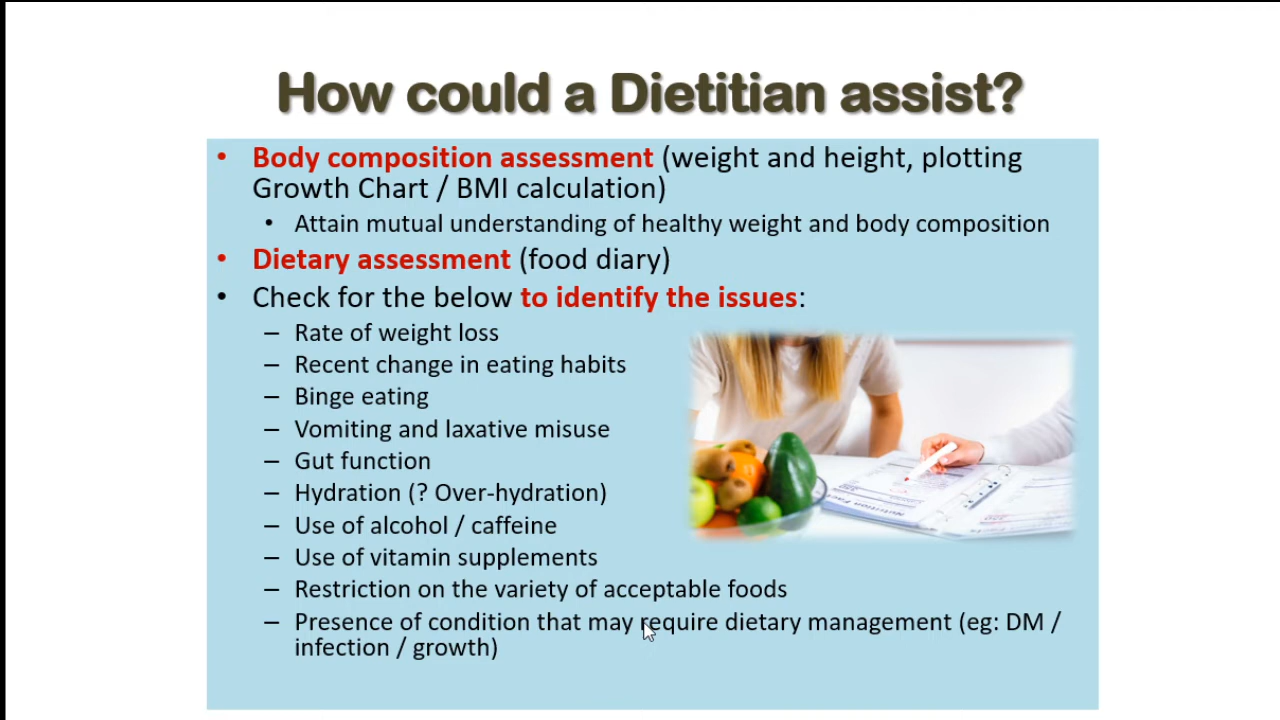 How could a Dietitian assist?
• Body composition assessment (weight and height, plotting
Growth Chart / BMI calculation)
• Attain mutual understanding of healthy weight and body composition
• Dietary assessment (food diary)
• Check for the below to identify the issues:
– Rate of weight loss
– Recent change in eating habits
– Binge eating
– Vomiting and laxative misuse
– Gut function
– Hydration (? Over-hydration)
– Use of alcohol / caffeine
– Use of vitamin supplements
– Restriction on the variety of acceptable foods
– Presence of condition that may require dietary management (eg: DM /
infection / growth)